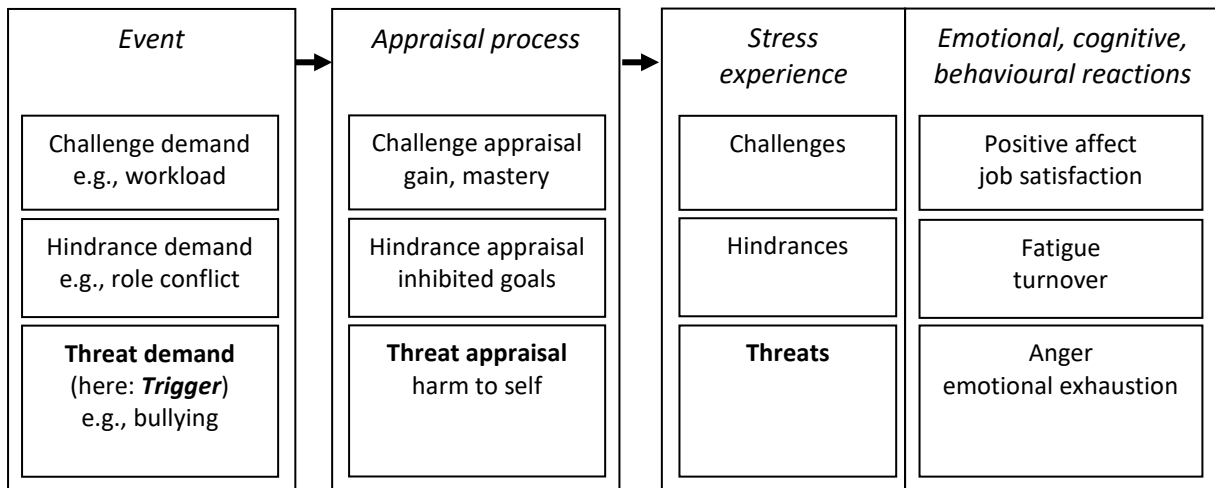 Event
Challenge demand
e.g., workload
Hindrance demand
e.g., role conflict
Threat demand
(here: Trigger)
e.g., bullying
Appraisal process
Challenge appraisal
gain, mastery
Hindrance appraisal
inhibited goals
Threat appraisal
harm to self
Stress
experience
Challenges
Hindrances
Threats
Emotional, cognitive,
behavioural reactions
Positive affect
job satisfaction
Fatigue
turnover
Anger
emotional exhaustion